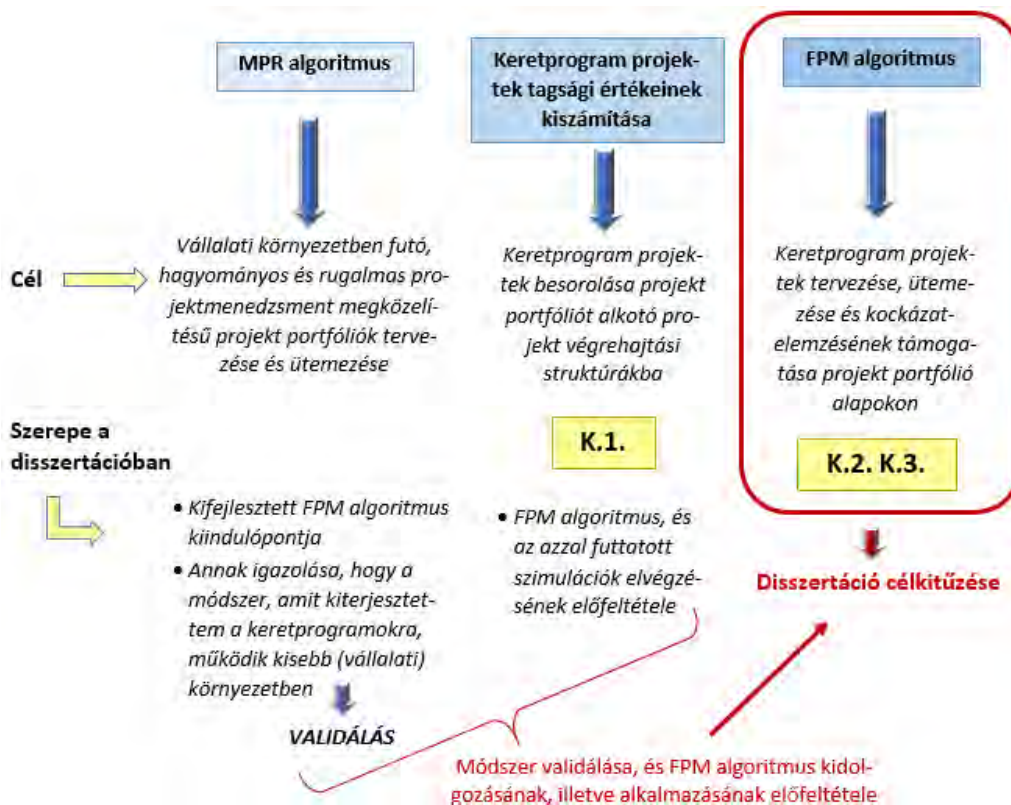 MPR algoritmus
Keretprogram projek-
tek tagsági értékeinek
kiszámítása
FPM algoritmus
Cél
Vállalati környezetben futó,
hagyományos és rugalmas pro-
jektmenedzsment megközelí-
tésű projekt portfóliók terve-
zése és ütemezése
Keretprogram projek-
tek besorolása projekt
portfóliót alkotó pro-
jekt végrehajtási
struktúrákba
Keretprogram projek-
tek tervezése, üteme-
zése és kockázat-
elemzésének támoga-
tása projekt portfólió
alapokon
K.1.
K.2. K.3.
Szerepe a
disszertációban
• Kifejlesztett FPM algoritmus
kiindulópontja
• Annak igazolása, hogy a
módszer, amit kiterjesztet-
tem a keretprogramokra,
működik kisebb (vállalati)
környezetben
• FPM algoritmus, és
az azzal futtatott
szimulációk elvégzé-
sének előfeltétele
Disszertáció célkitűzése
VALIDÁLÁS
Módszer validálása, és FPM algoritmus kidol-
gozásának, illetve alkalmazásának előfeltétele